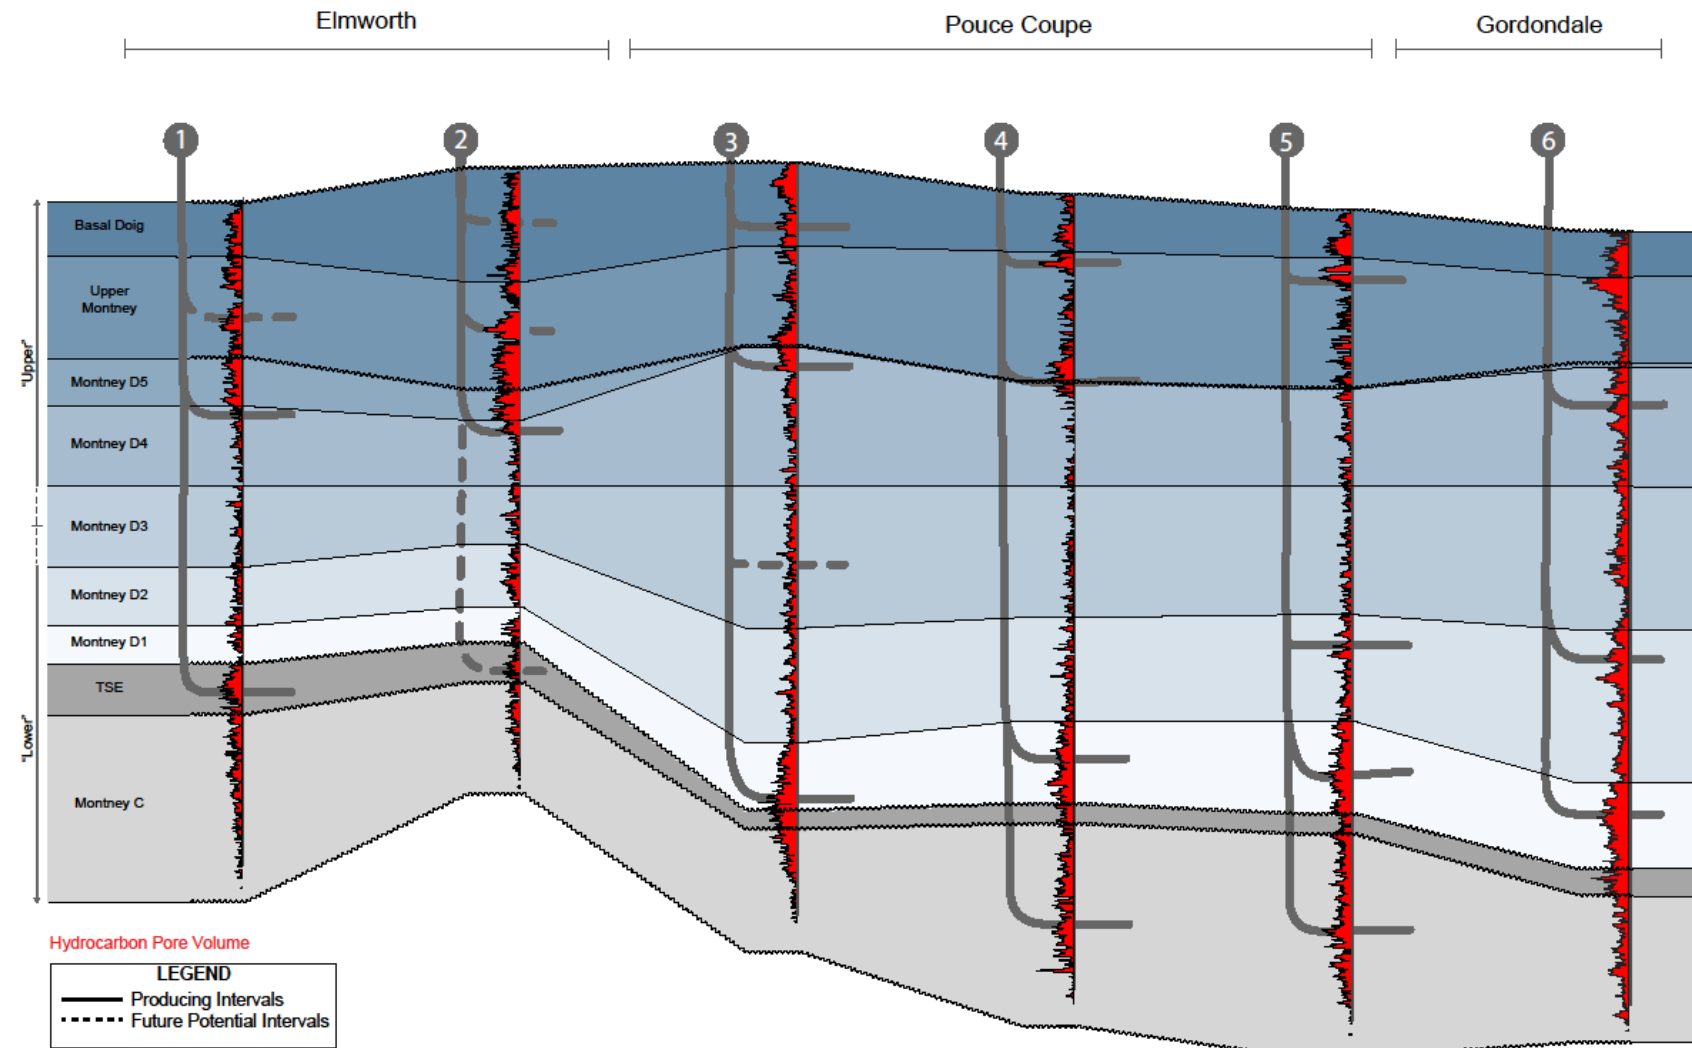 Elmworth
Pouce Coupe
Gordondale
1
2
3
4
5
6
Basal Doig
Upper
Montney
Montney D5
Montney D4
Montney D3
Montney D2
Montney D1
TSE
Montney C
"Upper"
"Lower"
Hydrocarbon Pore Volume
LEGEND
Producing Intervals
Future Potential Intervals